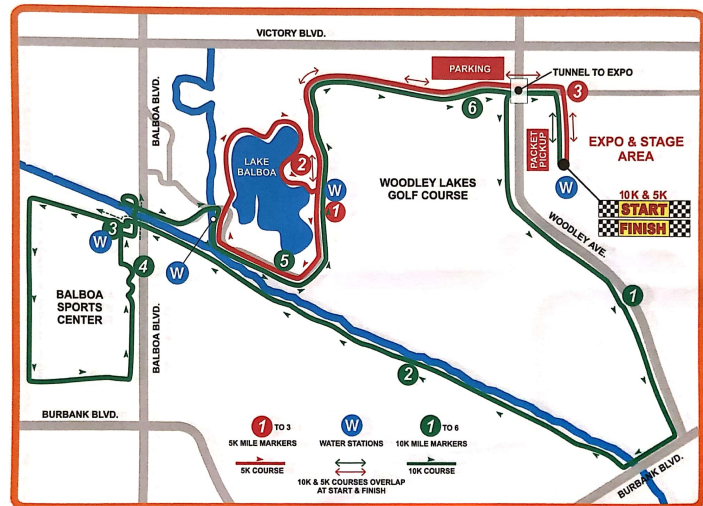 VICTORY BLVD.
PARKING
TUNNEL TO EXPO
3
6
BALBOA BLVD.
PACKET
PICKUP
EXPO & STAGE
AREA
LAKE
BALBOA
2
W
1
WOODLEY LAKES
GOLF COURSE
W
10K & 5K
START
FINISH
WOODLEY AVE.
3
W
4
W
5
1
BALBOA
SPORTS
CENTER
BALBOA BLVD.
2
BURBANK BLVD.
1 TO 3
5K MILE MARKERS
W
WATER STATIONS
1 TO 6
10K MILE MARKERS
5K COURSE
10K & 5K COURSES OVERLAP
AT START & FINISH
10K COURSE
BURBANK BLVD.